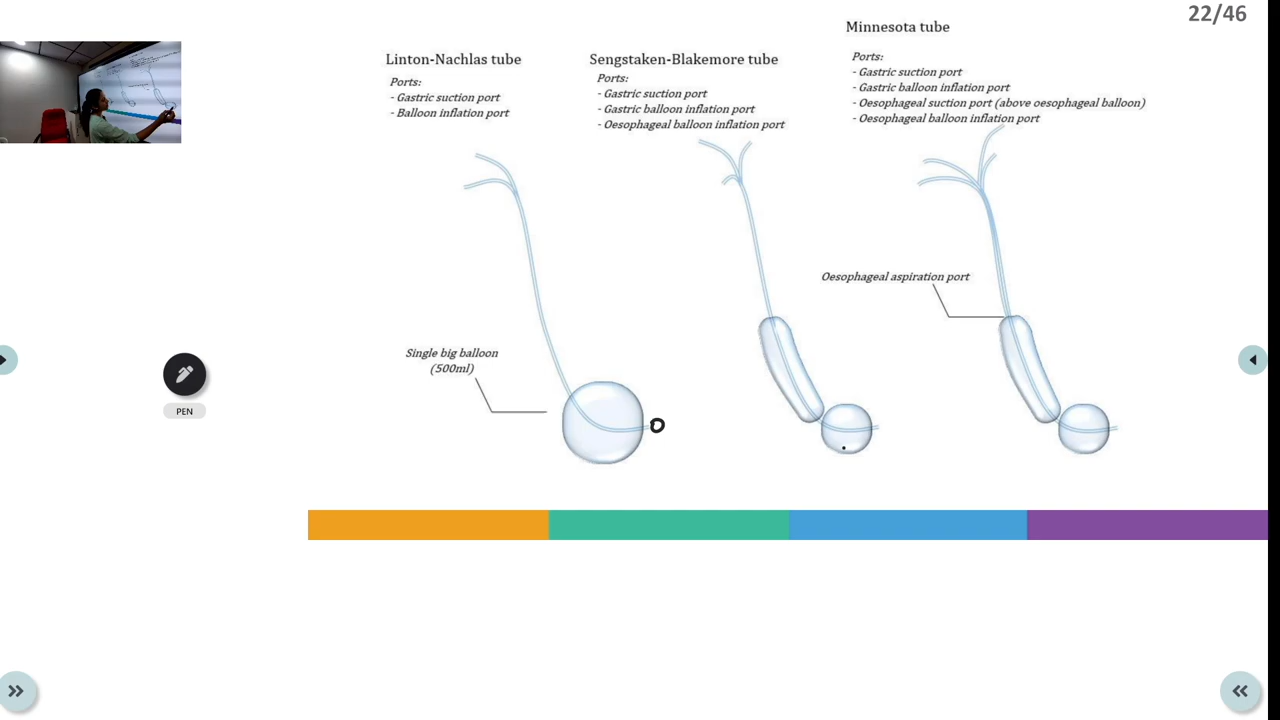 22/46
Minnesota tube
Ports:
- Gastric suction port
- Gastric balloon inflation port
- Oesophageal suction port (above oesophageal balloon)
- Oesophageal balloon inflation port
Linton-Nachlas tube
Ports:
- Gastric suction port
- Balloon inflation port
Sengstaken-Blakemore tube
Ports:
- Gastric suction port
- Gastric balloon inflation port
- Oesophageal balloon inflation port
Oesophageal aspiration port
Single big balloon
(500ml)
PEN